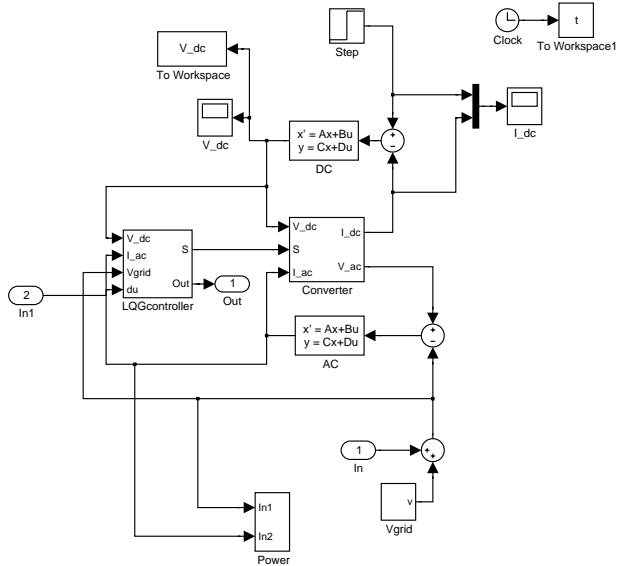 V_dc
To Workspace
Step
Clock
t
To Workspace1
V_dc
I_dc
x' = Ax+Bu
y = Cx+Du
DC
+
−
V_dc
I_ac
Vgrid
du
S
Out
LQGcontroller
1
Out
2
In1
V_dc
S
I_ac
I_dc
V_ac
Converter
x' = Ax+Bu
y = Cx+Du
AC
+
−
1
In
+
+
v
Vgrid
In1
In2
Power